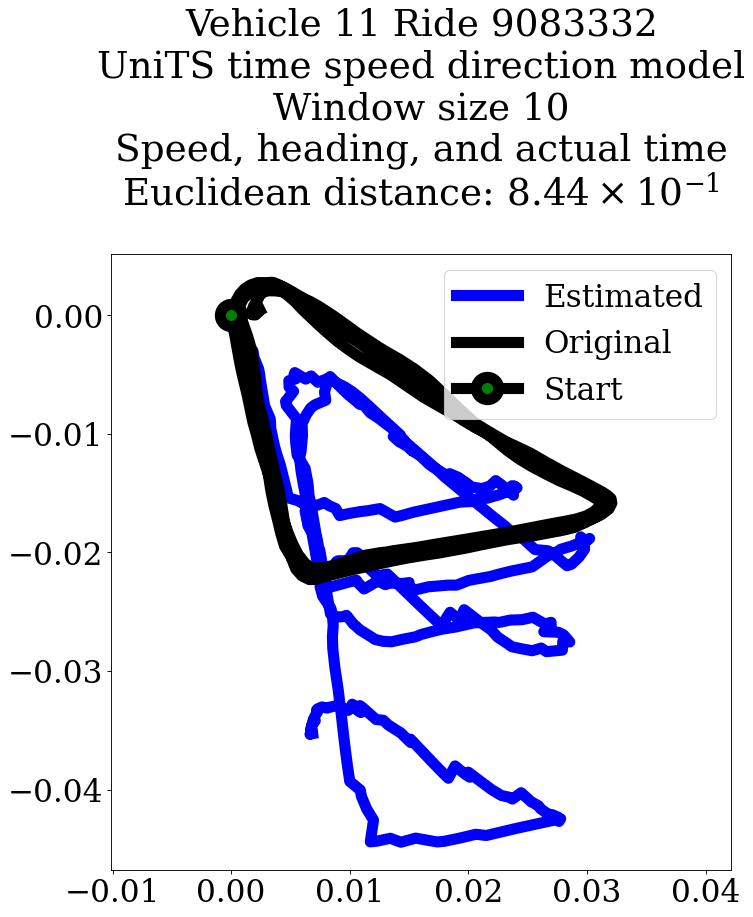 Vehicle 11 Ride 9083332
UniTS time speed direction model
Window size 10
Speed, heading, and actual time
Euclidean distance: 8.44 × 10⁻¹
Estimated
Original
Start
0.00
−0.01
−0.02
−0.03
−0.04
−0.01 0.00 0.01 0.02 0.03 0.04